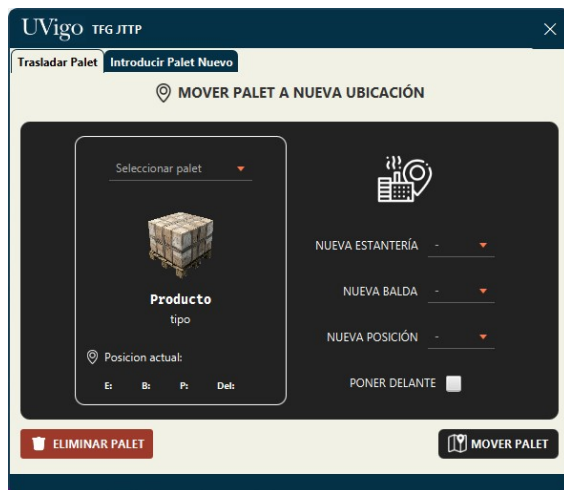 UVigo TFG JTTP
Trasladar Palet Introducir Palet Nuevo
MOVER PALET A NUEVA UBICACIÓN
Seleccionar palet
Producto
tipo
Posicion actual:
E: B: P: Del:
NUEVA ESTANTERÍA -
NUEVA BALDA -
NUEVA POSICIÓN -
PONER DELANTE
ELIMINAR PALET
MOVER PALET